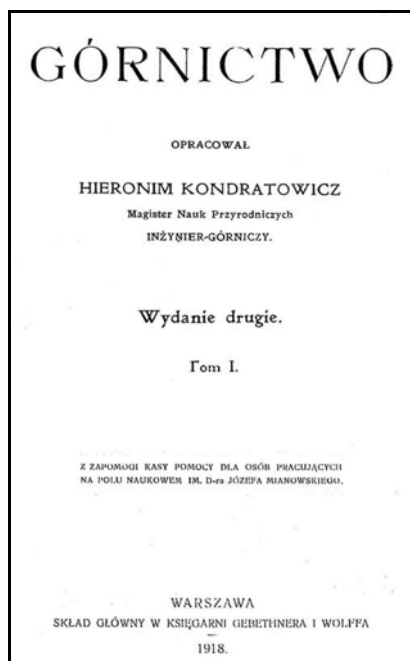 GÓRNICTWO
OPRACOWAŁ
HIERONIM KONDRATOWICZ
Magister Nauk Przyrodniczych
INŻYNIER-GÓRNICZY.
Wydanie drugie.
Tom I.
Z ZAPOMOGI KASY POMOCY DLA OSÓB PRACUJĄCYCH
NA POLU NAUKOWEM IM. D-ra JÓZEFA MIANOWSKIEGO.
WARSZAWA
SKŁAD GŁÓWNY W KSIĘGARNI GEBETHNERA I WOLFFA
1918.